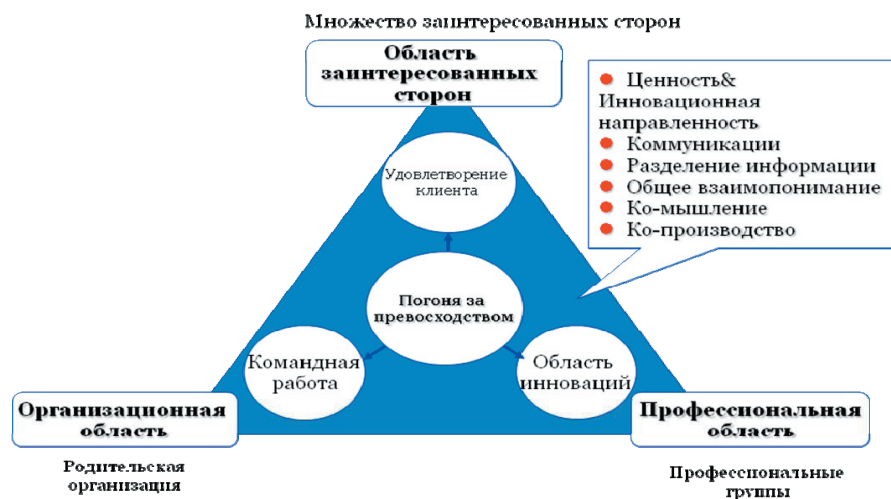 Множество заинтересованных сторон
Область
заинтересованных
сторон
Ценность&
Инновационная
направленность
Коммуникации
Разделение информации
Общее взаимопонимание
Ко-мышление
Ко-производство
Удовлетворение
клиента
Погоня за
превосходством
Командная
работа
Область
инноваций
Организационная
область
Профессиональная
область
Родительская
организация
Профессиональные
группы